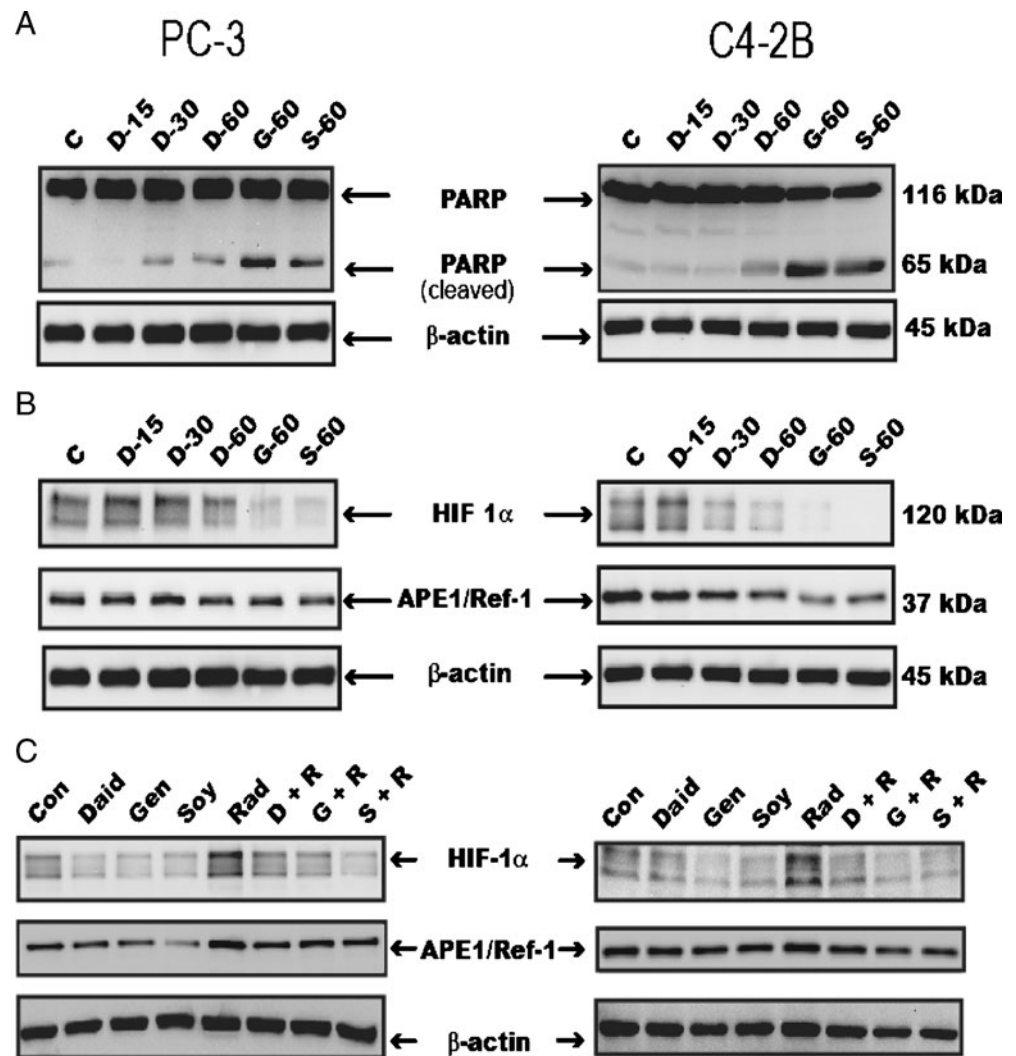 A
PC-3 C4-2B
C D-15 D-30 D-60 G-60 S-60 C D-15 D-30 D-60 G-60 S-60
← PARP → 116 kDa
← PARP → 65 kDa
(cleaved)
← β-actin → 45 kDa
B
C D-15 D-30 D-60 G-60 S-60 C D-15 D-30 D-60 G-60 S-60
← HIF 1α → 120 kDa
← APE1/Ref-1 → 37 kDa
← β-actin → 45 kDa
C
Con Daid Gen Soy Rad D + R G + R S + R Con Daid Gen Soy Rad D + R G + R S + R
← HIF-1α →
← APE1/Ref-1 →
← β-actin →